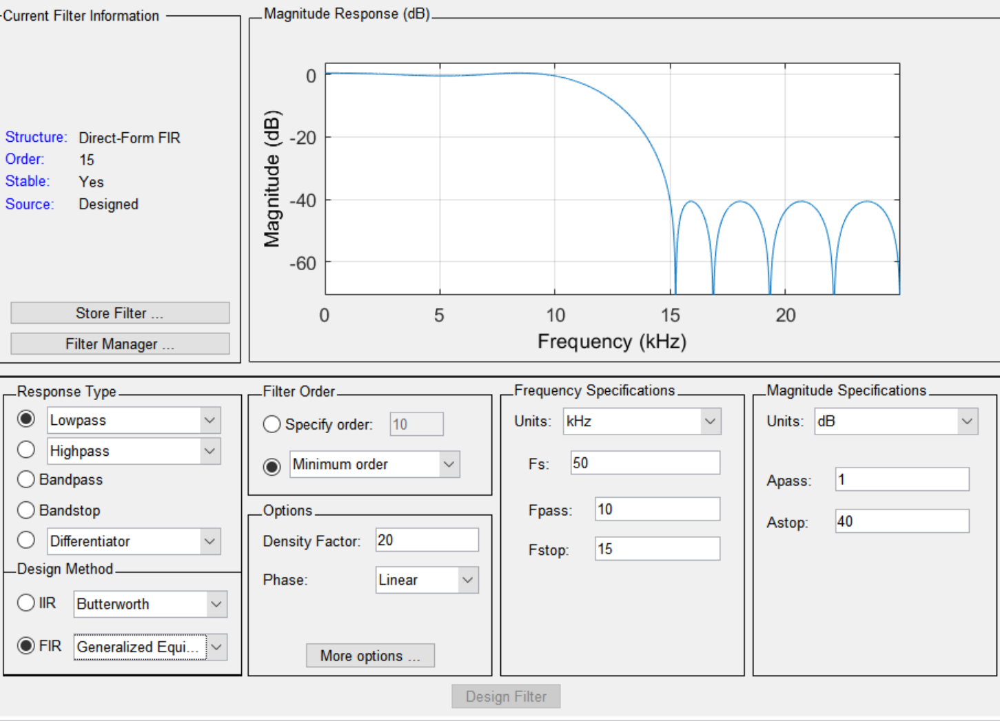 Current Filter Information
Structure: Direct-Form FIR
Order: 15
Stable: Yes
Source: Designed
Store Filter ...
Filter Manager ...
Magnitude Response (dB)
Magnitude (dB)
0
-20
-40
-60
0 5 10 15 20
Frequency (kHz)
Response Type
Lowpass
Highpass
Bandpass
Bandstop
Differentiator
Design Method
IIR Butterworth
FIR Generalized Equi...
Filter Order
Specify order: 10
Minimum order
Options
Density Factor: 20
Phase: Linear
More options ...
Frequency Specifications
Units: kHz
Fs: 50
Fpass: 10
Fstop: 15
Magnitude Specifications
Units: dB
Apass: 1
Astop: 40
Design Filter